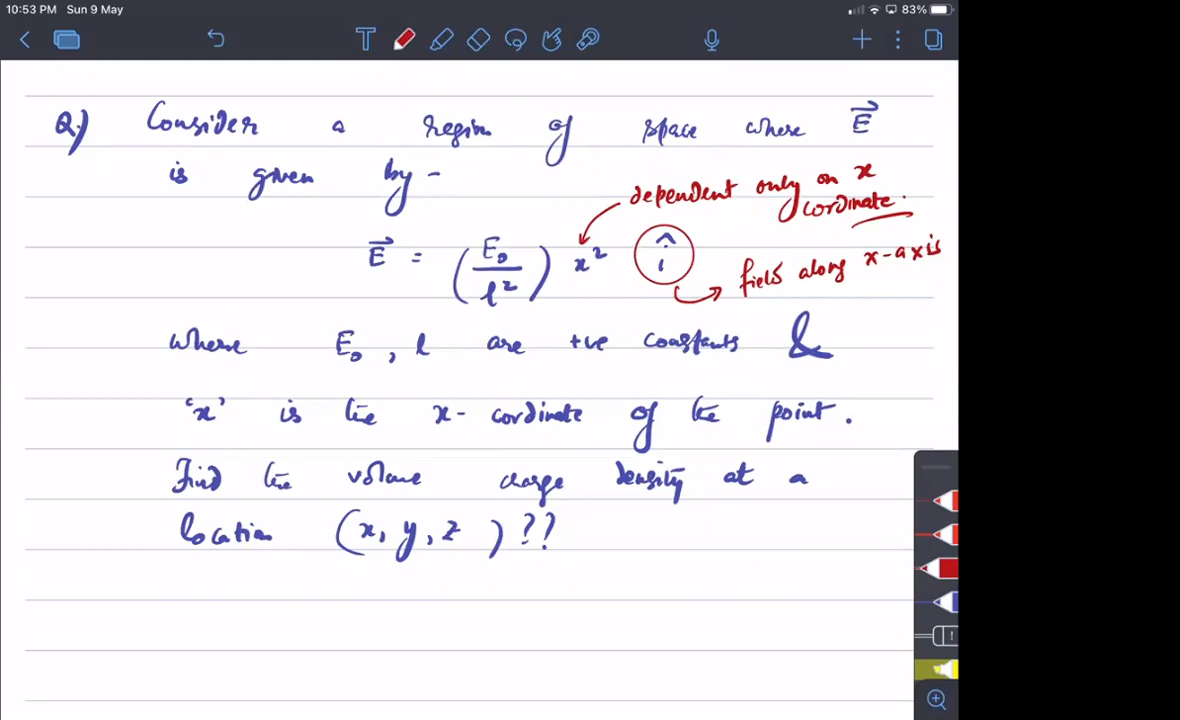 10:53 PM Sun 9 May 83%
Q.) Consider a region of space where E⃗
is given by -
dependent only on x
cordinate.
E⃗ = (E₀/l²) x² î
field along x-axis
where E₀, l are +ve constants &
'x' is the x-cordinate of the point.
Find the volume charge density at a
location (x, y, z)??